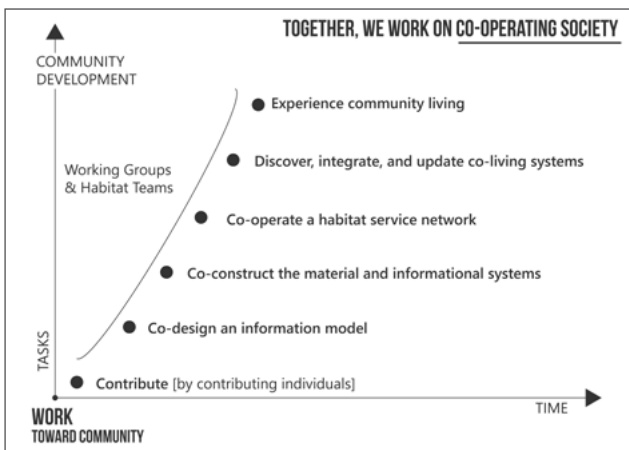 TOGETHER, WE WORK ON CO-OPERATING SOCIETY
COMMUNITY
DEVELOPMENT
Experience community living
Discover, integrate, and update co-living systems
Working Groups
& Habitat Teams
Co-operate a habitat service network
Co-construct the material and informational systems
Co-design an information model
TASKS
Contribute [by contributing individuals]
TIME
WORK
TOWARD COMMUNITY